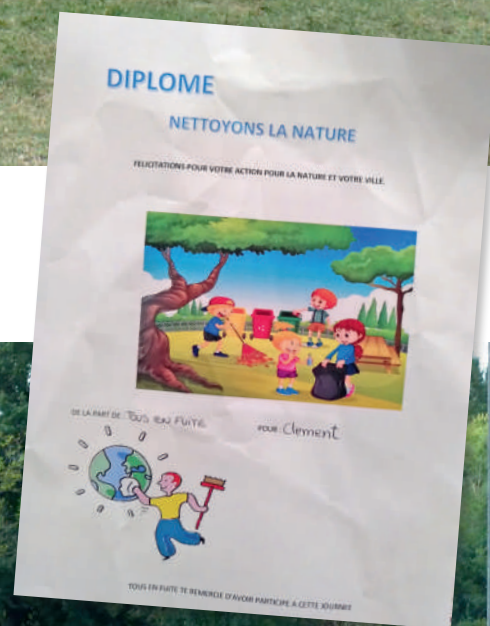 DIPLOME
NETTOYONS LA NATURE
FELICITATIONS POUR VOTRE ACTION POUR LA NATURE ET VOTRE VILLE.
DE LA PART DE : TOUS EN FUITE POUR : Clement
TOUS EN FUITE TE REMERCIE D'AVOIR PARTICIPE A CETTE JOURNEE